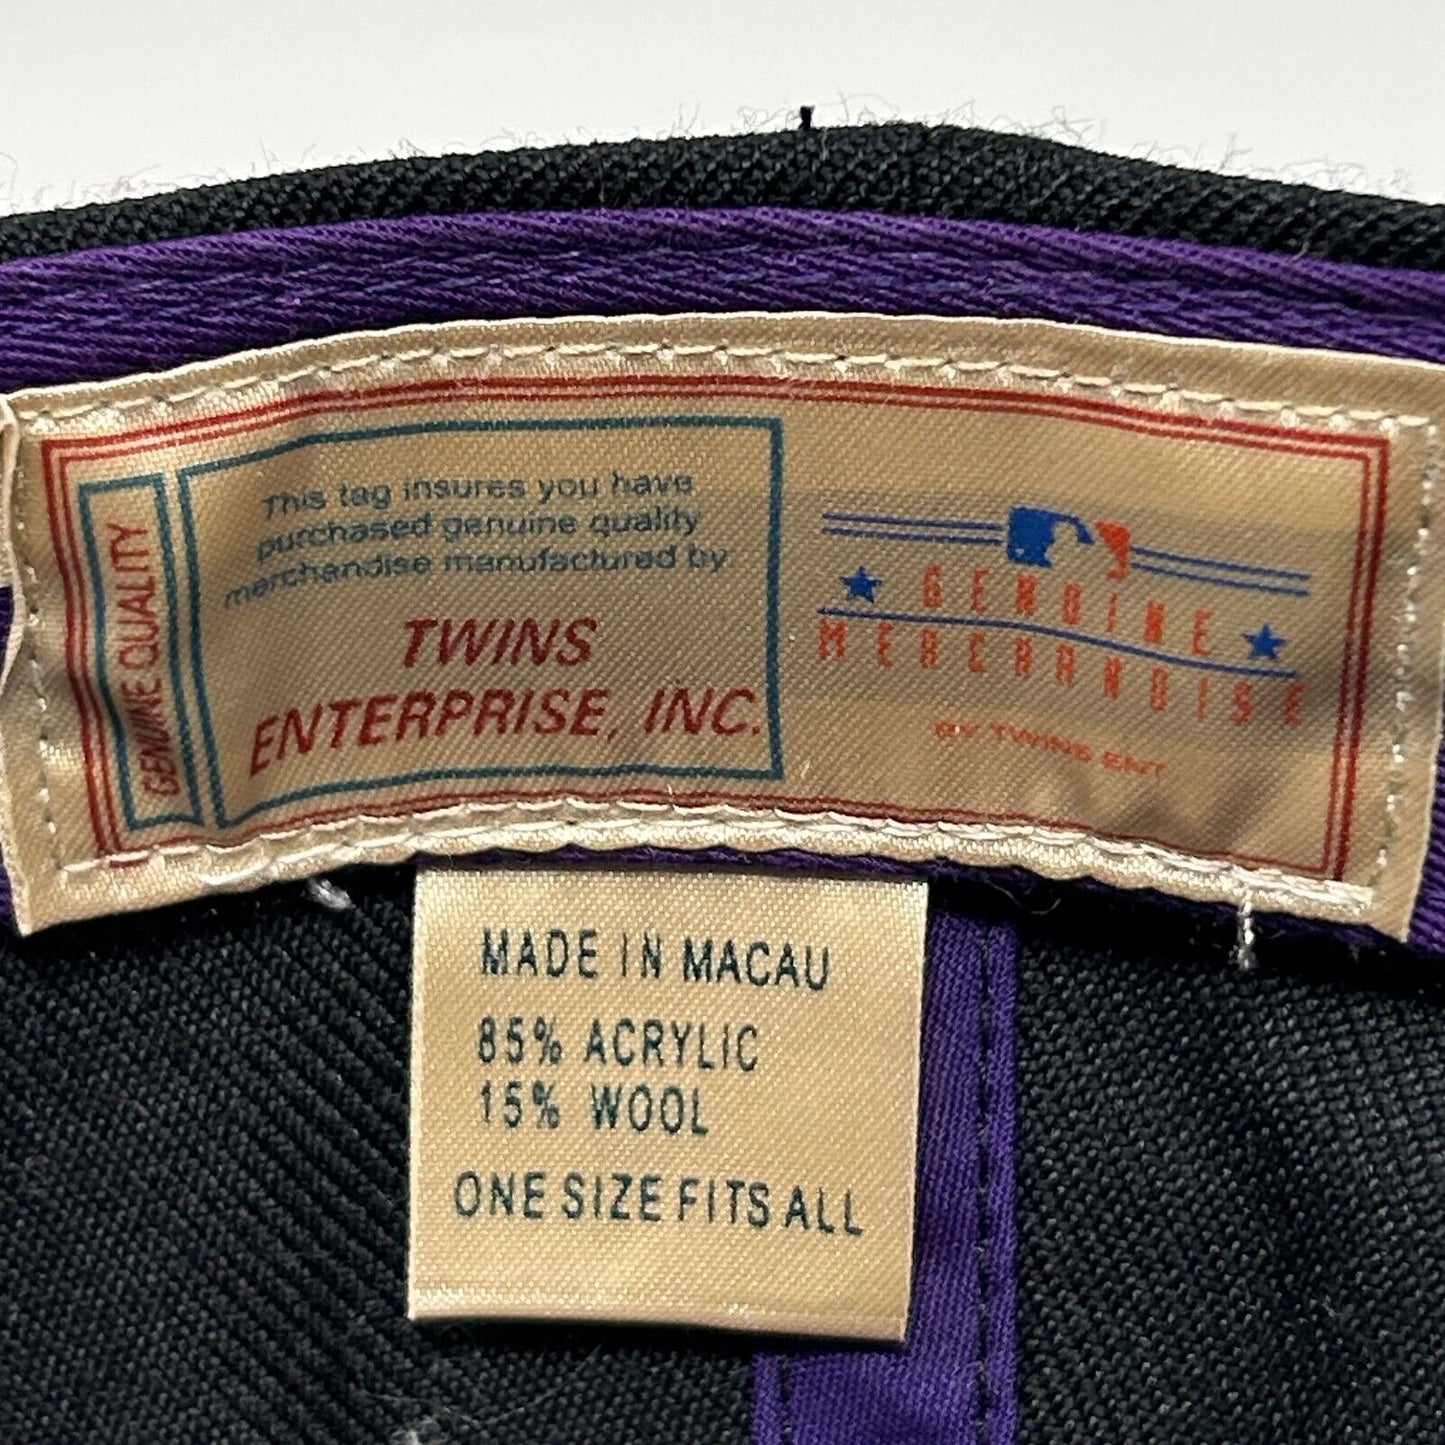 GENUINE QUALITY
This tag insures you have
purchased genuine quality
merchandise manufactured by
TWINS
ENTERPRISE, INC.
GENUINE
MERCHANDISE
BY TWINS ENT
MADE IN MACAU
85% ACRYLIC
15% WOOL
ONE SIZE FITS ALL